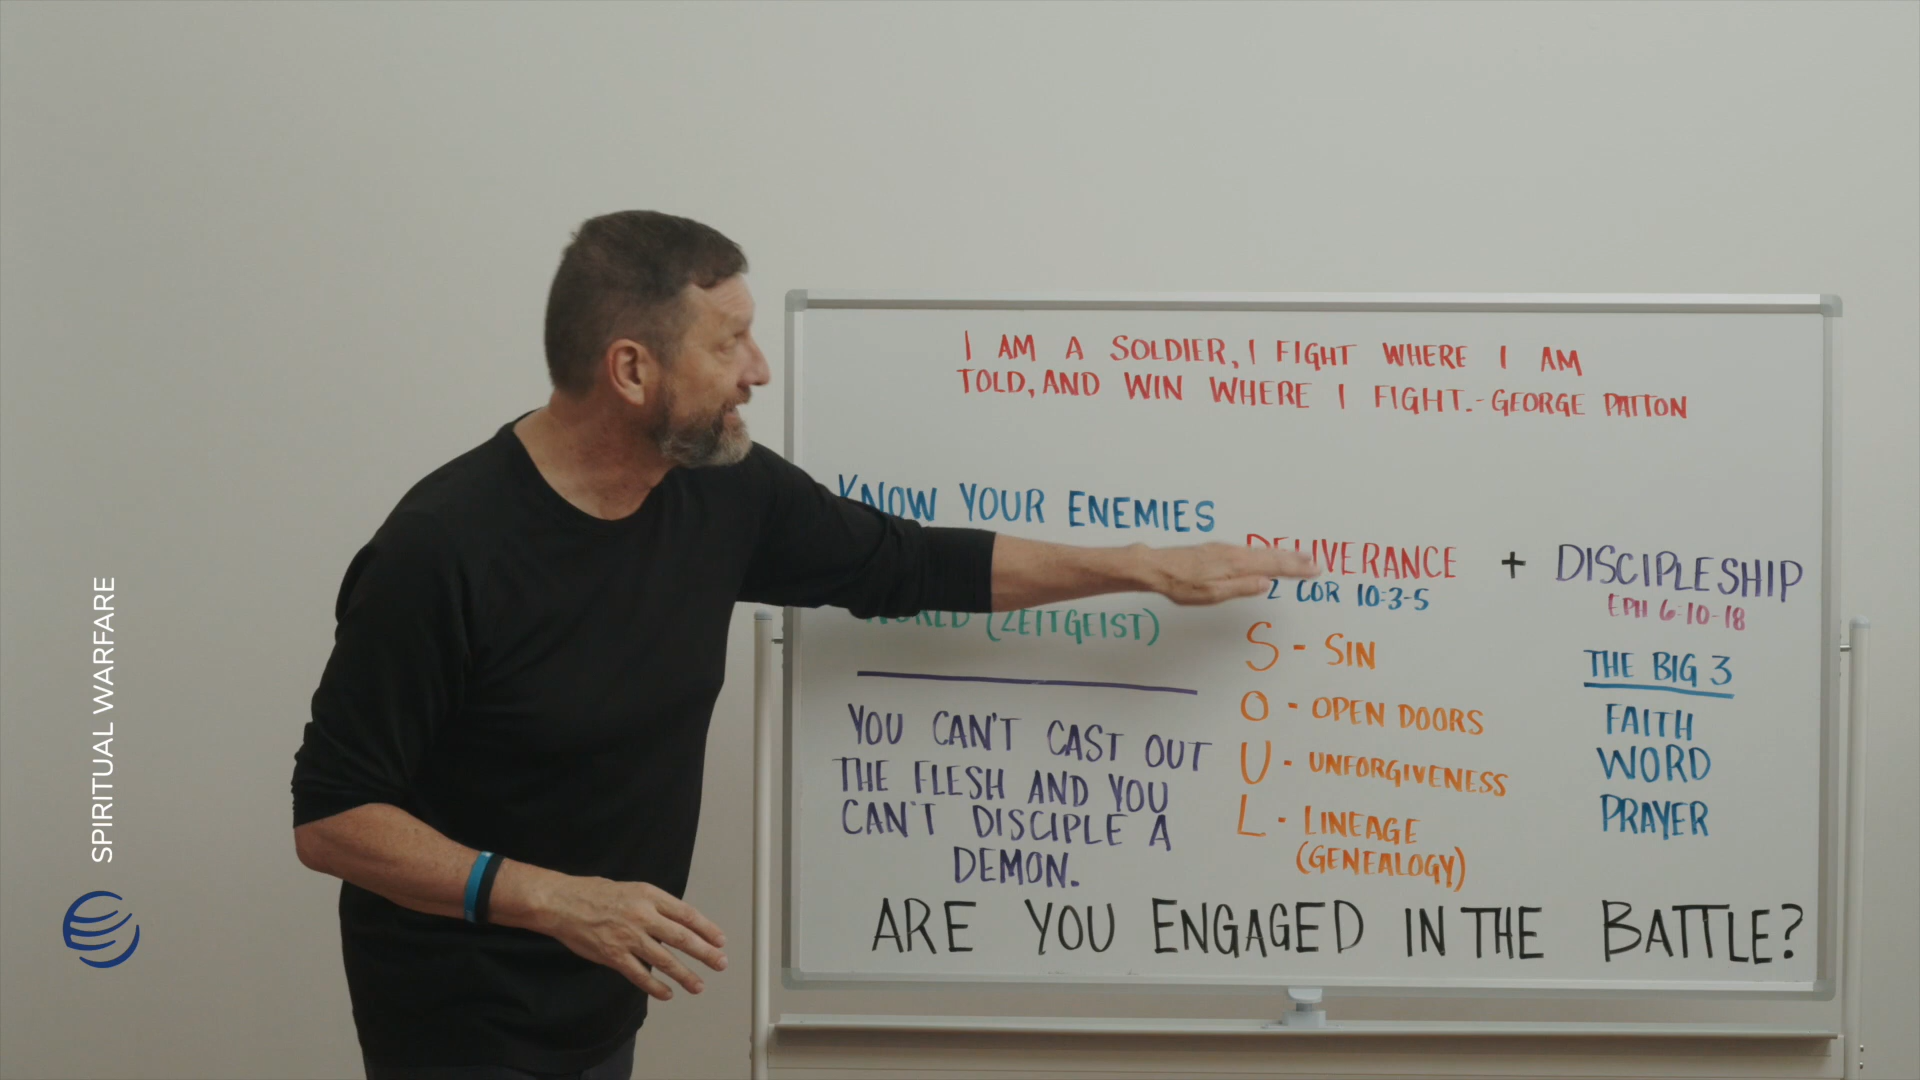 SPIRITUAL WARFARE
I AM A SOLDIER, I FIGHT WHERE I AM
TOLD, AND WIN WHERE I FIGHT.-GEORGE PATTON
KNOW YOUR ENEMIES
(ZEITGEIST)
YOU CAN'T CAST OUT
THE FLESH AND YOU
CAN'T DISCIPLE A
DEMON.
DELIVERANCE + DISCIPLESHIP
2 COR 10:3-5
S - SIN
O - OPEN DOORS
U - UNFORGIVENESS
L - LINEAGE
(GENEALOGY)
EPH 6:10-18
THE BIG 3
FAITH
WORD
PRAYER
ARE YOU ENGAGED IN THE BATTLE?